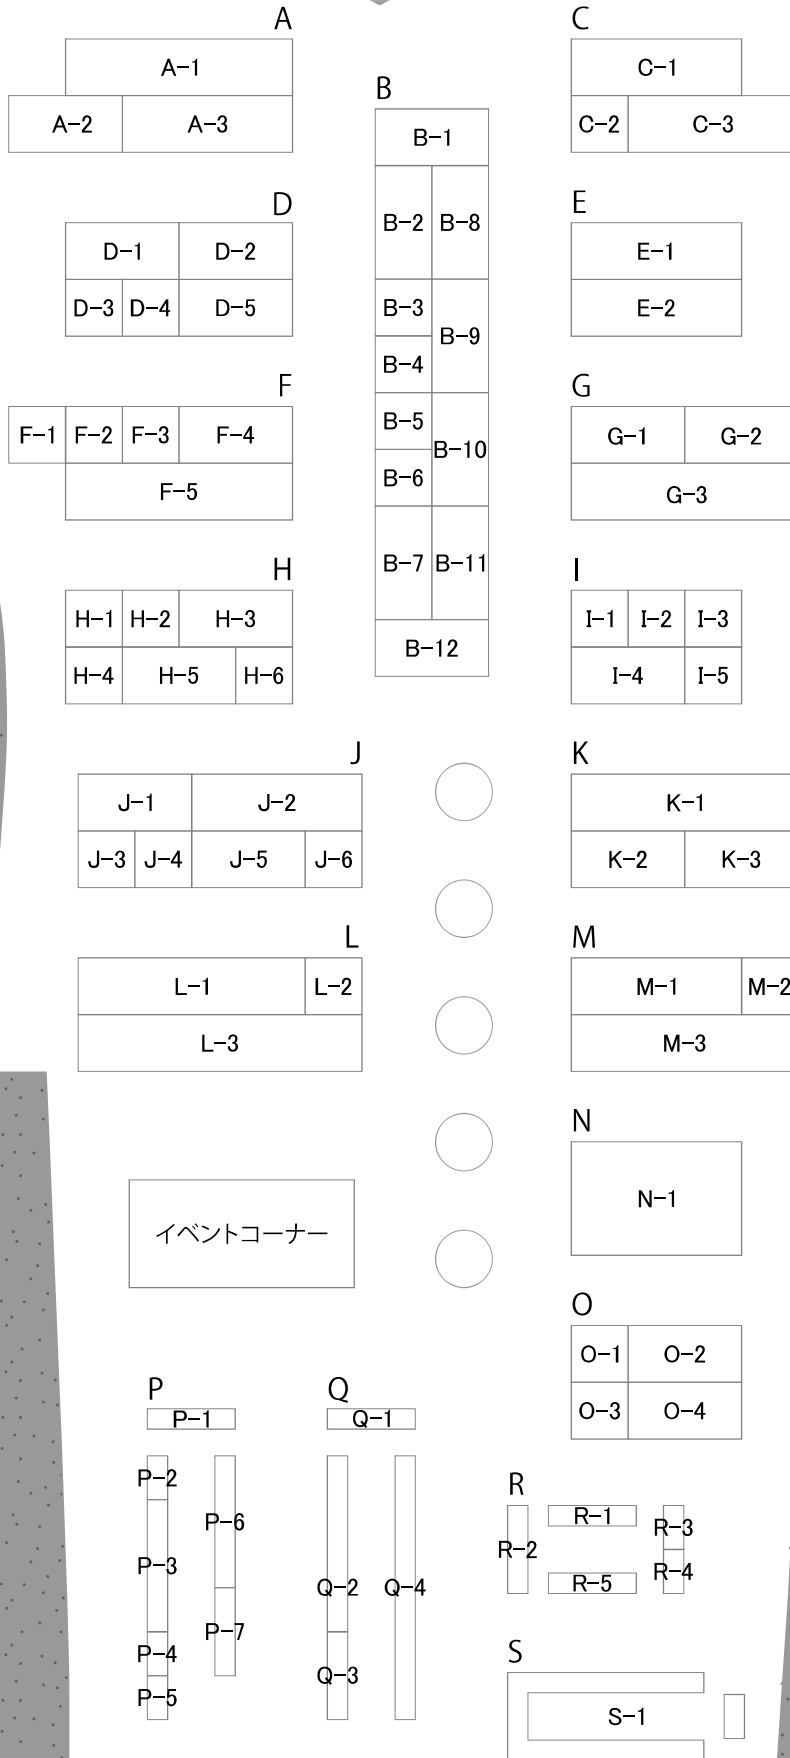 A
A-1
A-2 A-3
B
B-1
B-2 B-8
B-3
B-9
B-4
B-5
B-10
B-6
B-7 B-11
B-12
C
C-1
C-2 C-3
D
D-1 D-2
D-3 D-4 D-5
E
E-1
E-2
F
F-1 F-2 F-3 F-4
F-5
G
G-1 G-2
G-3
H
H-1 H-2 H-3
H-4 H-5 H-6
I
I-1 I-2 I-3
I-4 I-5
J
J-1 J-2
J-3 J-4 J-5 J-6
K
K-1
K-2 K-3
L
L-1 L-2
L-3
M
M-1 M-2
M-3
N
N-1
イベントコーナー
O
O-1 O-2
O-3 O-4
P
P-1
P-2
P-6
P-3
P-7
P-4
P-5
Q
Q-1
Q-2 Q-4
Q-3
R
R-1
R-3
R-2
R-4
R-5
S
S-1